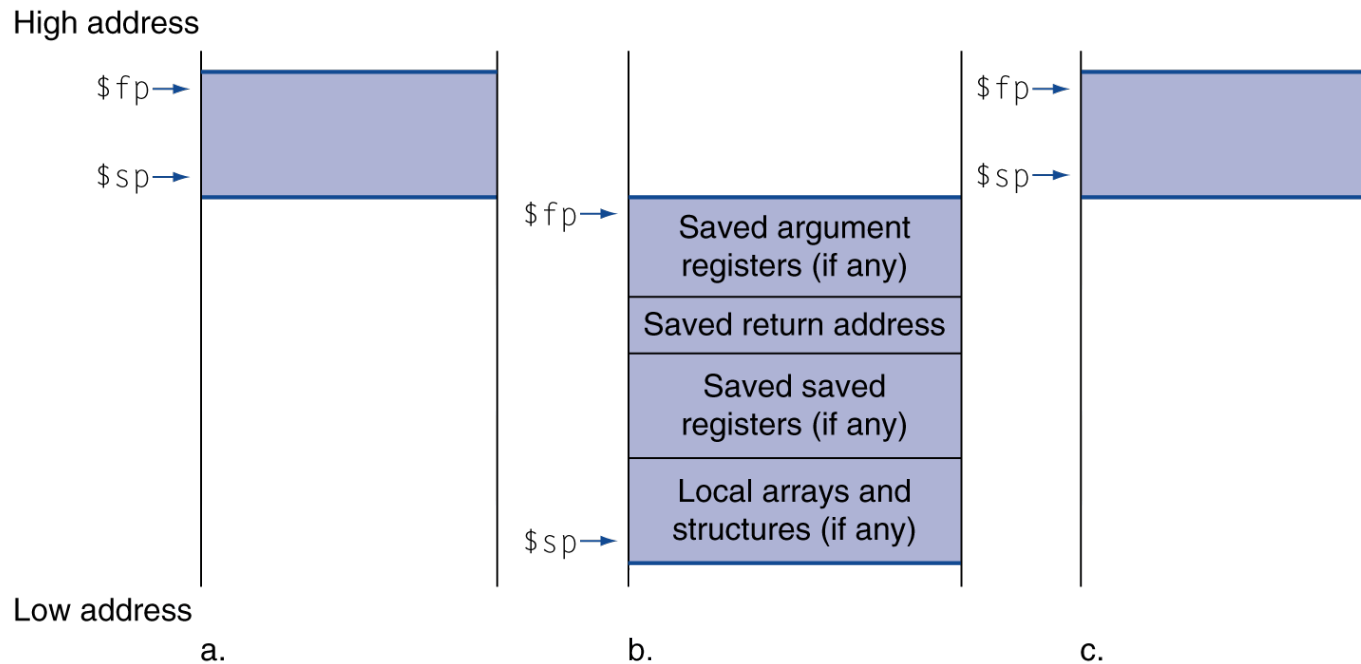 High address
$fp
$sp
$fp
Saved argument
registers (if any)
Saved return address
Saved saved
registers (if any)
Local arrays and
structures (if any)
$sp
$fp
$sp
Low address
a.
b.
c.